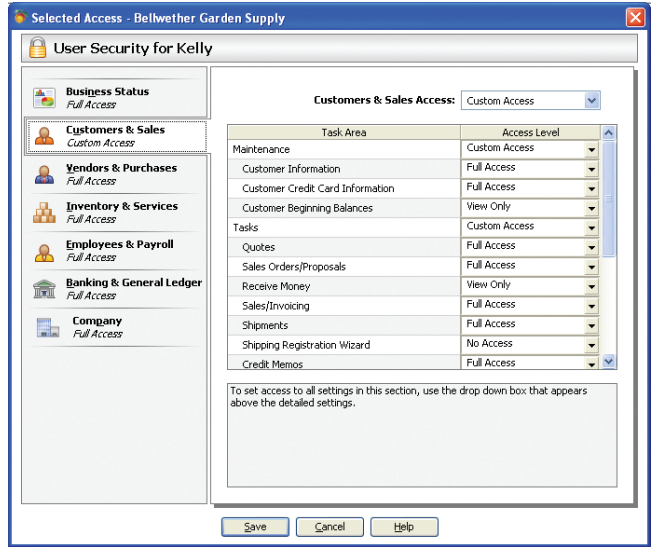 Selected Access - Bellwether Garden Supply
User Security for Kelly
Business Status
Full Access
Customers & Sales
Custom Access
Vendors & Purchases
Full Access
Inventory & Services
Full Access
Employees & Payroll
Full Access
Banking & General Ledger
Full Access
Company
Full Access
Customers & Sales Access: Custom Access
Task Area Access Level
Maintenance Custom Access
Customer Information Full Access
Customer Credit Card Information Full Access
Customer Beginning Balances View Only
Tasks Custom Access
Quotes Full Access
Sales Orders/Proposals Full Access
Receive Money View Only
Sales/Invoicing Full Access
Shipments Full Access
Shipping Registration Wizard No Access
Credit Memos Full Access
To set access to all settings in this section, use the drop down box that appears
above the detailed settings.
Save Cancel Help